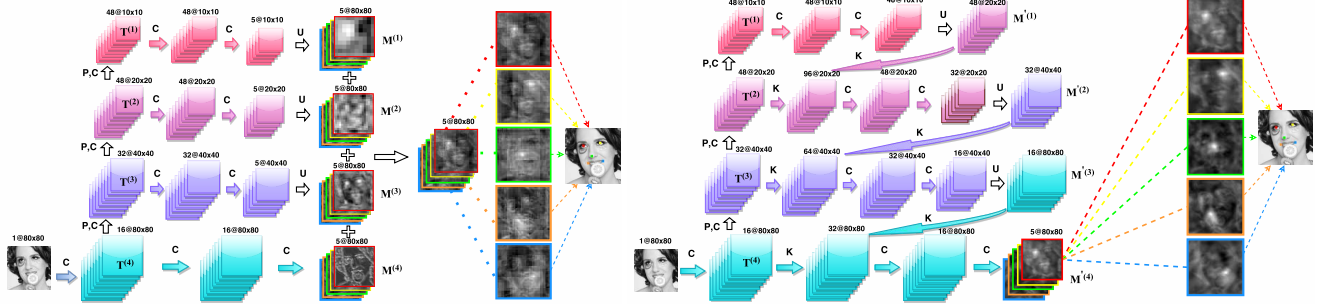 48@10x10 48@10x10 5@10x10 5@80x80
T(1) C C U M(1)
P,C
48@20x20 48@20x20 5@20x20 5@80x80
T(2) C C U M(2)
P,C
32@40x40 32@40x40 5@40x40 5@80x80
T(3) C C U M(3)
P,C
1@80x80 16@80x80 16@80x80 5@80x80
C T(4) C C M(4)
5@80x80
48@10x10 48@10x10 48@10x10 48@20x20
T(1) C C U M'(1)
K
P,C
48@20x20 96@20x20 48@20x20 32@20x20 32@40x40
T(2) K C C U M'(2)
K
P,C
32@40x40 64@40x40 32@40x40 16@40x40 16@80x80
T(3) K C C U M'(3)
K
P,C
1@80x80 16@80x80 32@80x80 16@80x80 5@80x80
C T(4) K C C M'(4)